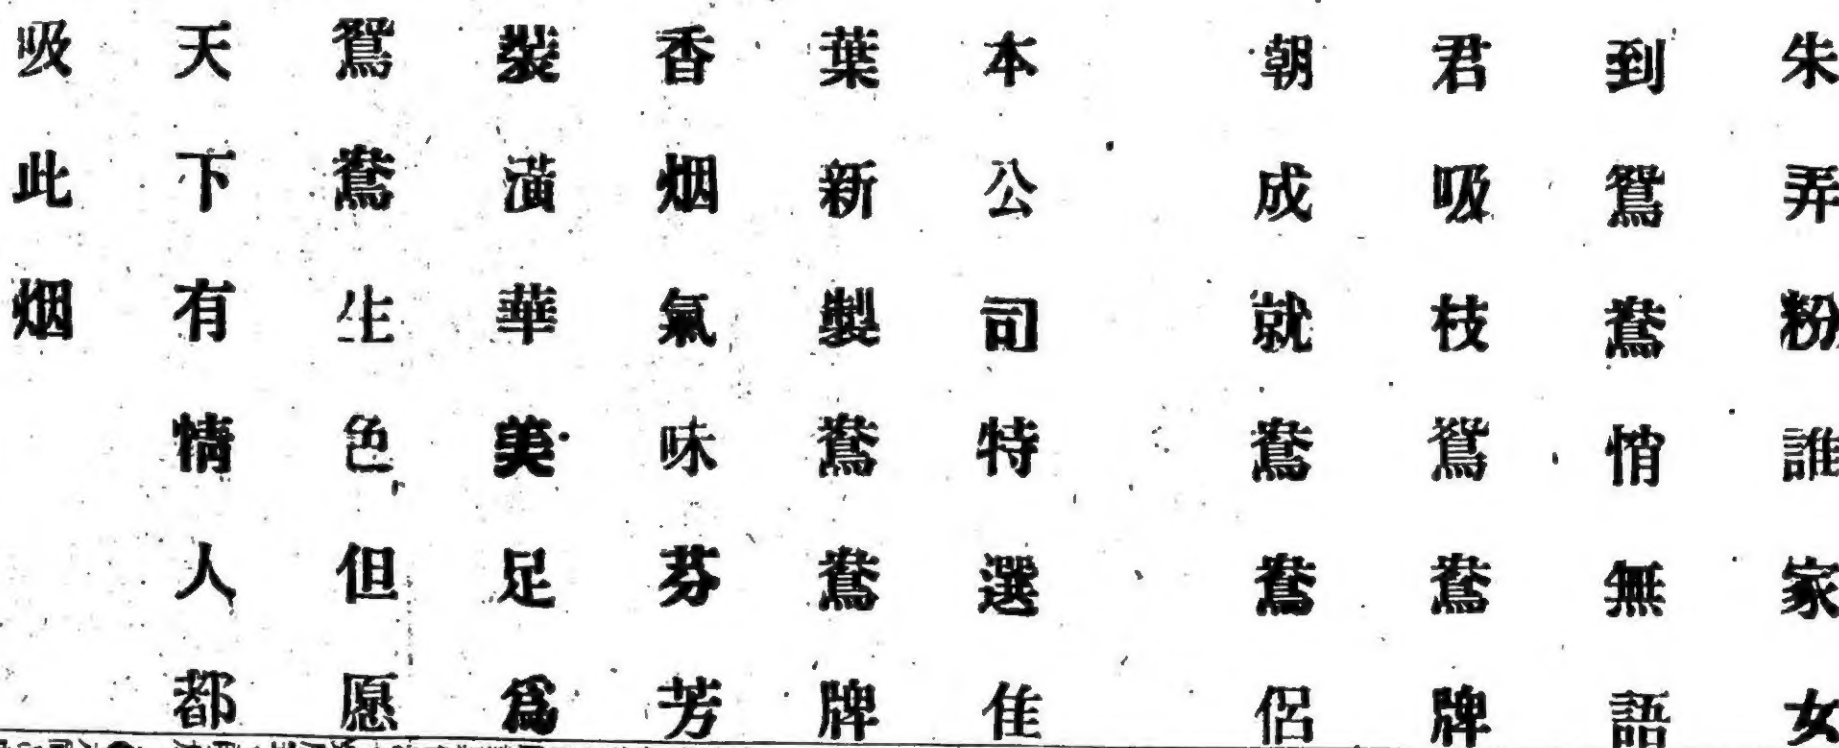 朱弄粉誰家女
到鴛鴦悄無語
君吸枝鴛鴦牌
朝成就鴛鴦侶
本公司特選佳
葉新製鴛鴦牌
香烟氣味芬芳
裝潢華美足爲
鴛鴦生色但愿
天下有情人都
吸此烟